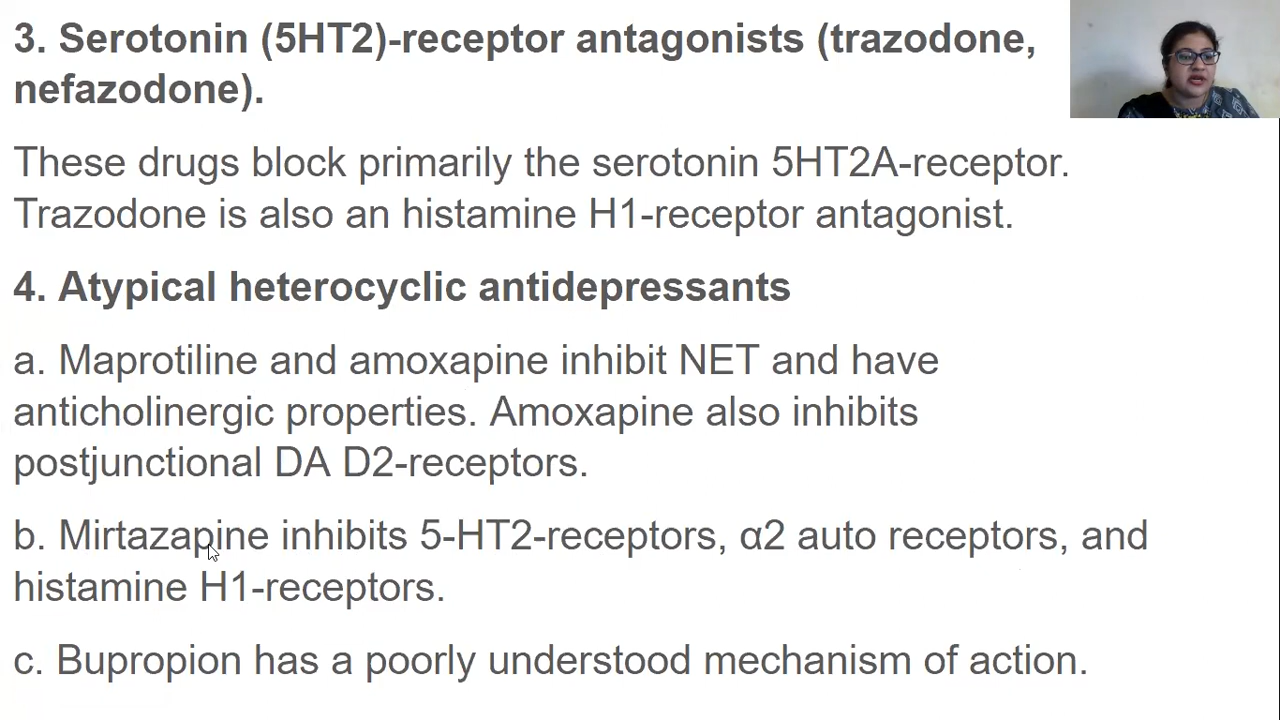 3. Serotonin (5HT2)-receptor antagonists (trazodone,
nefazodone).
These drugs block primarily the serotonin 5HT2A-receptor.
Trazodone is also an histamine H1-receptor antagonist.
4. Atypical heterocyclic antidepressants
a. Maprotiline and amoxapine inhibit NET and have
anticholinergic properties. Amoxapine also inhibits
postjunctional DA D2-receptors.
b. Mirtazapine inhibits 5-HT2-receptors, α2 auto receptors, and
histamine H1-receptors.
c. Bupropion has a poorly understood mechanism of action.